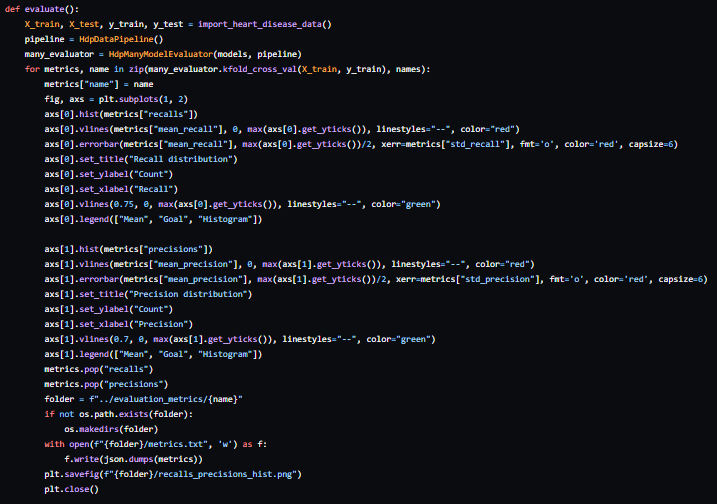 def evaluate():
    X_train, X_test, y_train, y_test = import_heart_disease_data()
    pipeline = HdpDataPipeline()
    many_evaluator = HdpManyModelEvaluator(models, pipeline)
    for metrics, name in zip(many_evaluator.kfold_cross_val(X_train, y_train), names):
        metrics["name"] = name
        fig, axs = plt.subplots(1, 2)
        axs[0].hist(metrics["recalls"])
        axs[0].vlines(metrics["mean_recall"], 0, max(axs[0].get_yticks()), linestyles="--", color="red")
        axs[0].errorbar(metrics["mean_recall"], max(axs[0].get_yticks())/2, xerr=metrics["std_recall"], fmt='o', color='red', capsize=6)
        axs[0].set_title("Recall distribution")
        axs[0].set_ylabel("Count")
        axs[0].set_xlabel("Recall")
        axs[0].vlines(0.75, 0, max(axs[0].get_yticks()), linestyles="--", color="green")
        axs[0].legend(["Mean", "Goal", "Histogram"])

        axs[1].hist(metrics["precisions"])
        axs[1].vlines(metrics["mean_precision"], 0, max(axs[1].get_yticks()), linestyles="--", color="red")
        axs[1].errorbar(metrics["mean_precision"], max(axs[1].get_yticks())/2, xerr=metrics["std_precision"], fmt='o', color='red', capsize=6)
        axs[1].set_title("Precision distribution")
        axs[1].set_ylabel("Count")
        axs[1].set_xlabel("Precision")
        axs[1].vlines(0.7, 0, max(axs[1].get_yticks()), linestyles="--", color="green")
        axs[1].legend(["Mean", "Goal", "Histogram"])
        metrics.pop("recalls")
        metrics.pop("precisions")
        folder = f"../evaluation_metrics/{name}"
        if not os.path.exists(folder):
            os.makedirs(folder)
        with open(f"{folder}/metrics.txt", 'w') as f:
            f.write(json.dumps(metrics))
        plt.savefig(f"{folder}/recalls_precisions_hist.png")
        plt.close()